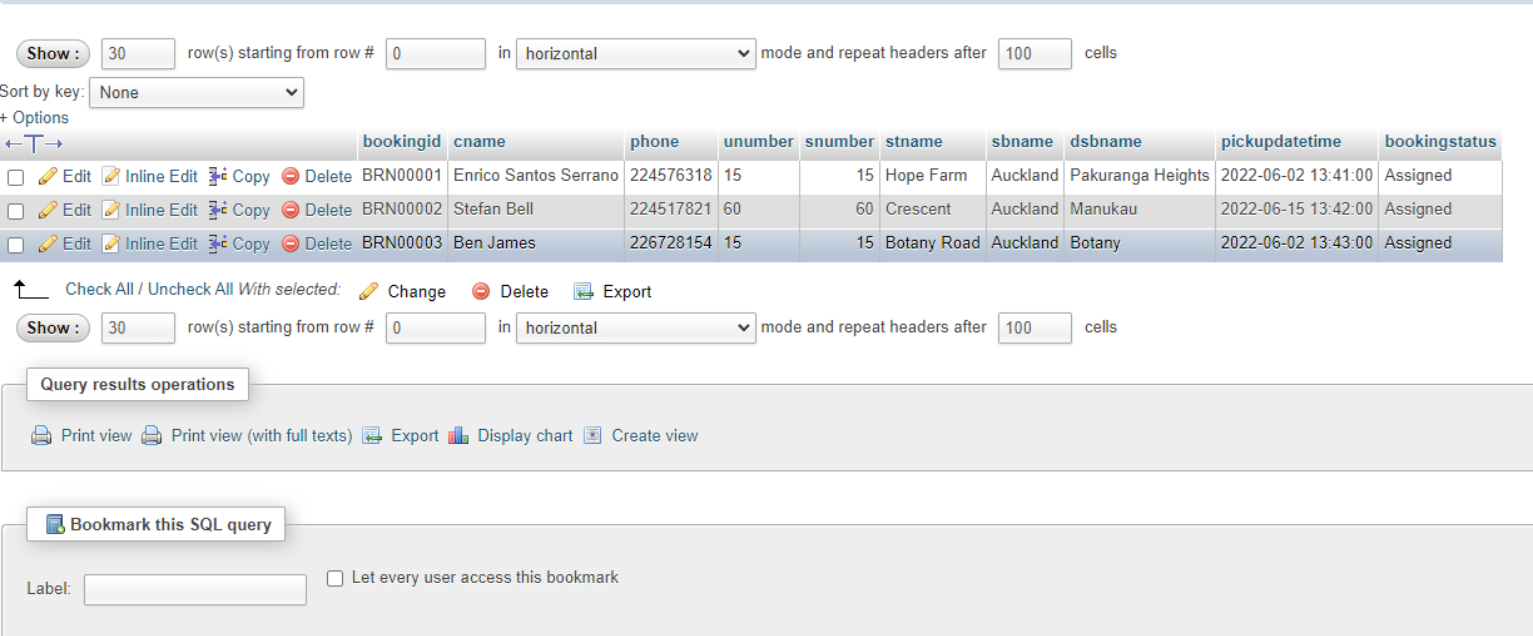 Show : 30 row(s) starting from row # 0 in horizontal mode and repeat headers after 100 cells
Sort by key: None
+ Options
←T→ bookingid cname phone unumber snumber stname sbname dsbname pickupdatetime bookingstatus
Edit Inline Edit Copy Delete BRN00001 Enrico Santos Serrano 224576318 15 15 Hope Farm Auckland Pakuranga Heights 2022-06-02 13:41:00 Assigned
Edit Inline Edit Copy Delete BRN00002 Stefan Bell 224517821 60 60 Crescent Auckland Manukau 2022-06-15 13:42:00 Assigned
Edit Inline Edit Copy Delete BRN00003 Ben James 226728154 15 15 Botany Road Auckland Botany 2022-06-02 13:43:00 Assigned
Check All / Uncheck All With selected: Change Delete Export
Show : 30 row(s) starting from row # 0 in horizontal mode and repeat headers after 100 cells
Query results operations
Print view Print view (with full texts) Export Display chart Create view
Bookmark this SQL query
Label: Let every user access this bookmark